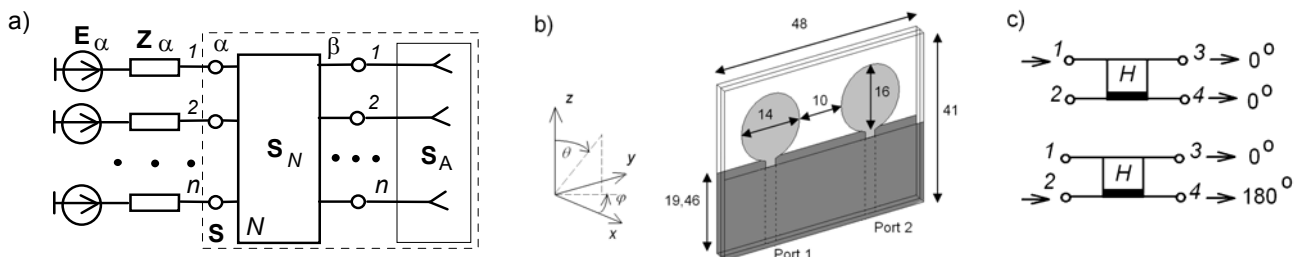 a)
E α
Z α
1
α
β
1
2
2
S N
S A
n
n
S
N
b)
48
z
θ
y
φ
x
14
10
16
41
19,46
Port 1
Port 2
c)
1
3
0°
H
2
4
0°
1
3
0°
H
2
4
180°